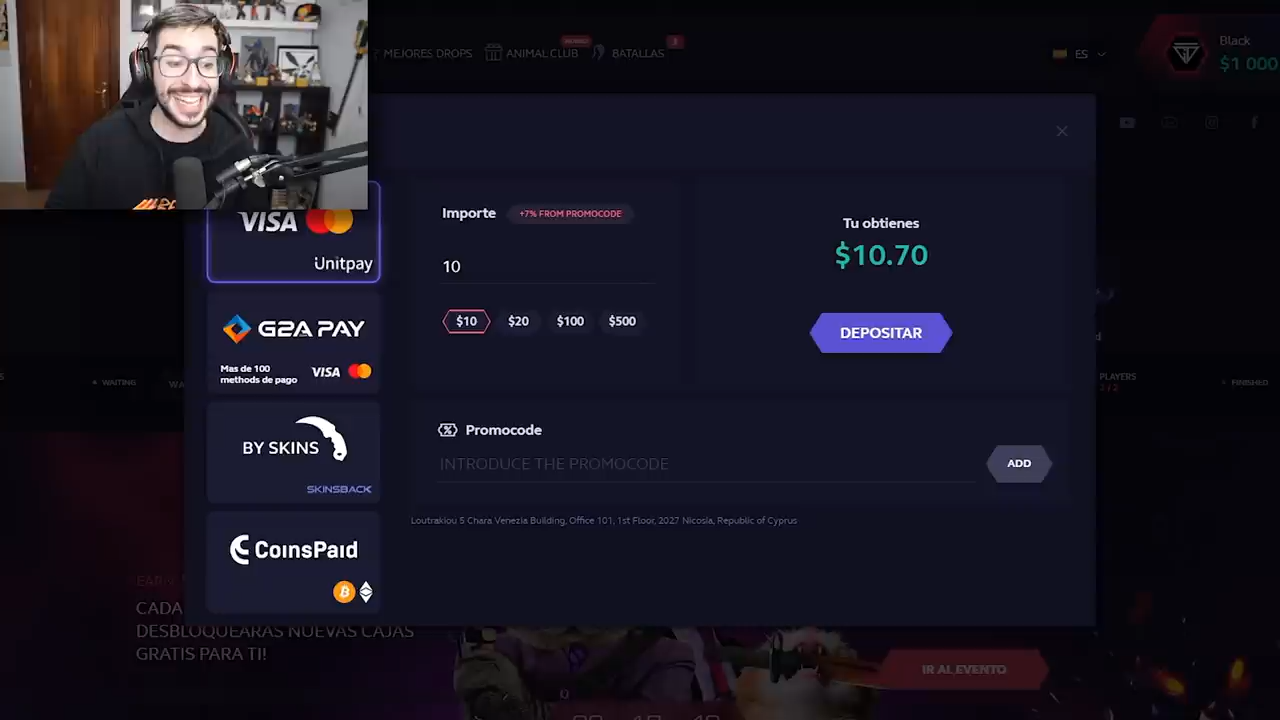 MEJORES DROPS
ANIMAL CLUB
BATALLAS
3
ES
Black
$1 000
VISA
Unitpay
G2A PAY
Mas de 100
methods de pago
VISA
BY SKINS
SKINSBACK
CoinsPaid
Importe
+7% FROM PROMOCODE
10
$10
$20
$100
$500
Tu obtienes
$10.70
DEPOSITAR
Promocode
INTRODUCE THE PROMOCODE
ADD
Loutrakiou 5 Chara Venezia Building, Office 101, 1st Floor, 2027 Nicosia, Republic of Cyprus
WAITING
PLAYERS
FINISHED
CADA
DESBLOQUEARÁS NUEVAS CAJAS
GRATIS PARA TI!
IR AL EVENTO